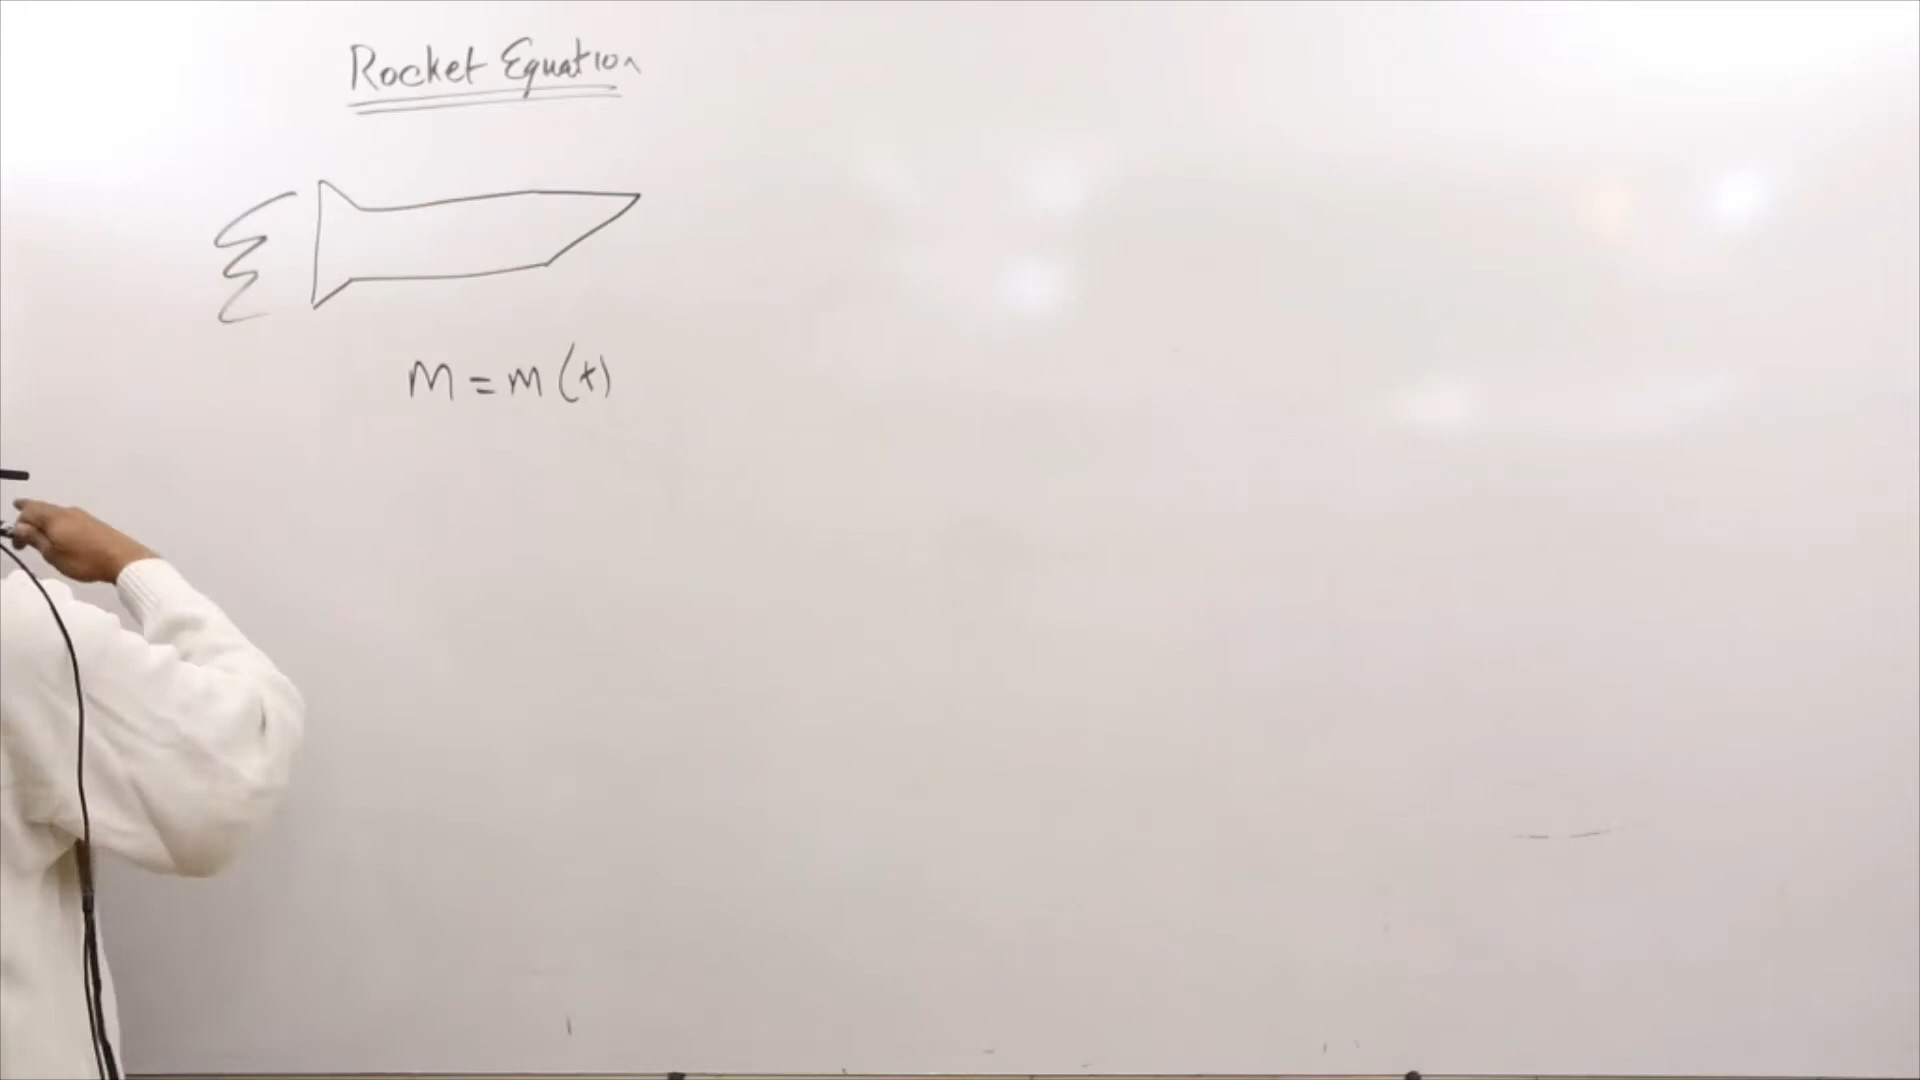 Rocket Equation
m = m (t)